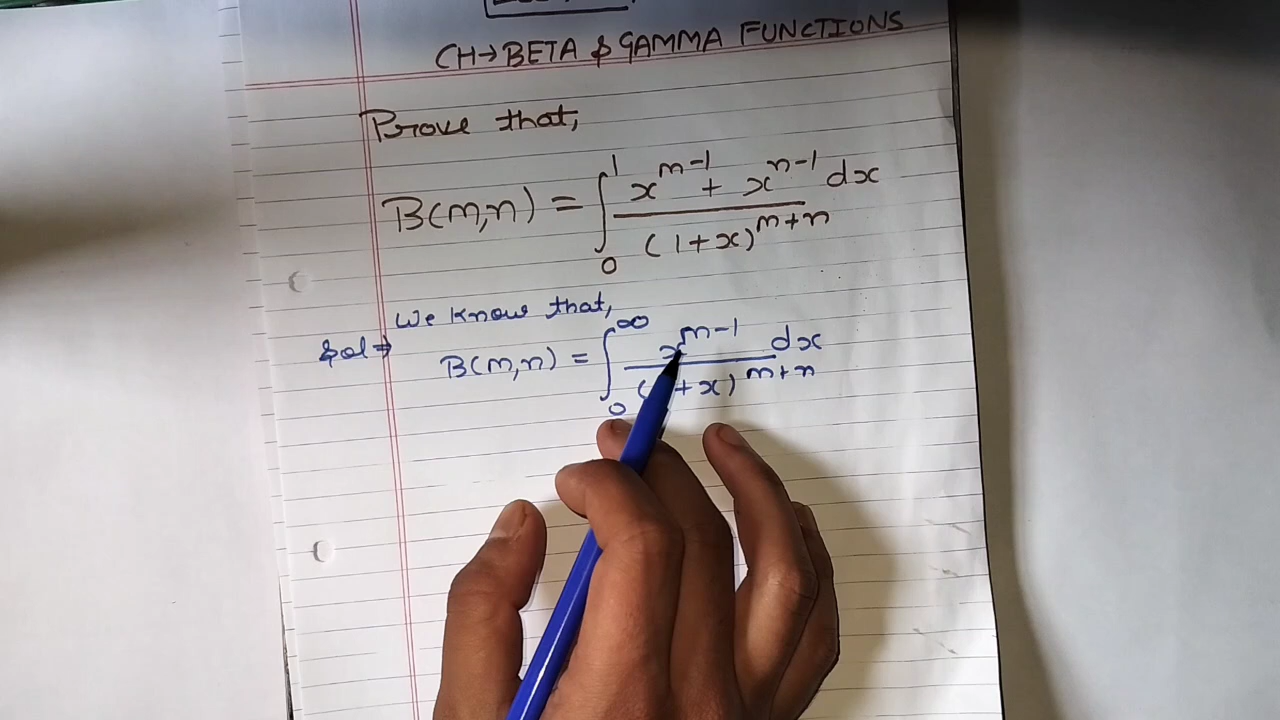 CH→BETA & GAMMA FUNCTIONS
Prove that,
B(m,n) = ∫₀¹ (x^(m-1) + x^(n-1))/(1+x)^(m+n) dx
We know that,
Sol⇒ B(m,n) = ∫₀^∞ x^(m-1)/(1+x)^(m+n) dx